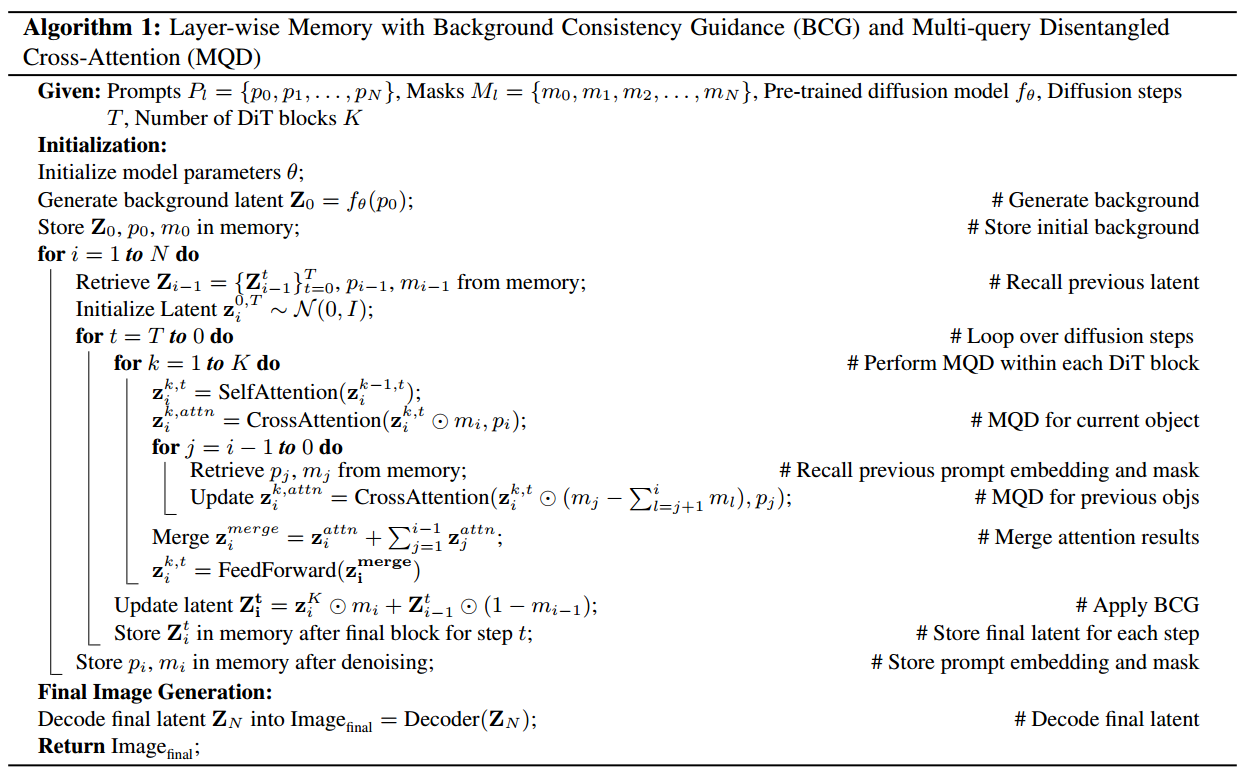 Algorithm 1: Layer-wise Memory with Background Consistency Guidance (BCG) and Multi-query Disentangled
Cross-Attention (MQD)
Given: Prompts $P_l = \{p_0, p_1, \ldots, p_N\}$, Masks $M_l = \{m_0, m_1, m_2, \ldots, m_N\}$, Pre-trained diffusion model $f_\theta$, Diffusion steps
$T$, Number of DiT blocks $K$
Initialization:
Initialize model parameters $\theta$;
Generate background latent $\mathbf{Z}_0 = f_\theta(p_0)$; # Generate background
Store $\mathbf{Z}_0$, $p_0$, $m_0$ in memory; # Store initial background
for $i = 1$ to $N$ do
Retrieve $\mathbf{Z}_{i-1} = \{\mathbf{Z}_{i-1}^t\}_{t=0}^T$, $p_{i-1}$, $m_{i-1}$ from memory; # Recall previous latent
Initialize Latent $\mathbf{z}_i^{0,T} \sim \mathcal{N}(0, I)$;
for $t = T$ to $0$ do # Loop over diffusion steps
for $k = 1$ to $K$ do # Perform MQD within each DiT block
$\mathbf{z}_i^{k,t} = \text{SelfAttention}(\mathbf{z}_i^{k-1,t})$;
$\mathbf{z}_i^{k,attn} = \text{CrossAttention}(\mathbf{z}_i^{k,t} \odot m_i, p_i)$; # MQD for current object
for $j = i - 1$ to $0$ do
Retrieve $p_j$, $m_j$ from memory; # Recall previous prompt embedding and mask
Update $\mathbf{z}_i^{k,attn} = \text{CrossAttention}(\mathbf{z}_i^{k,t} \odot (m_j - \sum_{l=j+1}^i m_l), p_j)$; # MQD for previous objs
Merge $\mathbf{z}_i^{merge} = \mathbf{z}_i^{attn} + \sum_{j=1}^{i-1} \mathbf{z}_j^{attn}$; # Merge attention results
$\mathbf{z}_i^{k,t} = \text{FeedForward}(\mathbf{z_i^{merge}})$
Update latent $\mathbf{Z_i^t} = \mathbf{z}_i^K \odot m_i + \mathbf{Z}_{i-1}^t \odot (1 - m_{i-1})$; # Apply BCG
Store $\mathbf{Z}_i^t$ in memory after final block for step $t$; # Store final latent for each step
Store $p_i$, $m_i$ in memory after denoising; # Store prompt embedding and mask
Final Image Generation:
Decode final latent $\mathbf{Z}_N$ into $\text{Image}_{\text{final}} = \text{Decoder}(\mathbf{Z}_N)$; # Decode final latent
Return $\text{Image}_{\text{final}}$;